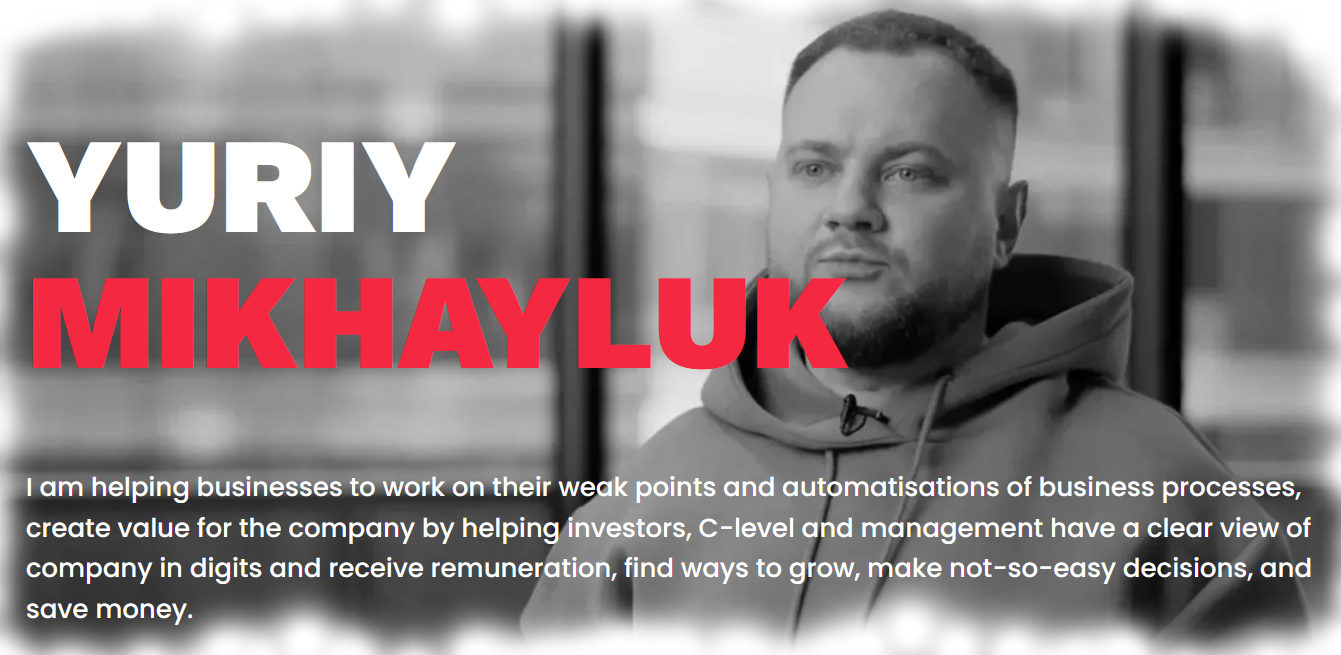 YURIY
MIKHAYLUK
I am helping businesses to work on their weak points and automatisations of business processes,
create value for the company by helping investors, C-level and management have a clear view of
company in digits and receive remuneration, find ways to grow, make not-so-easy decisions, and
save money.